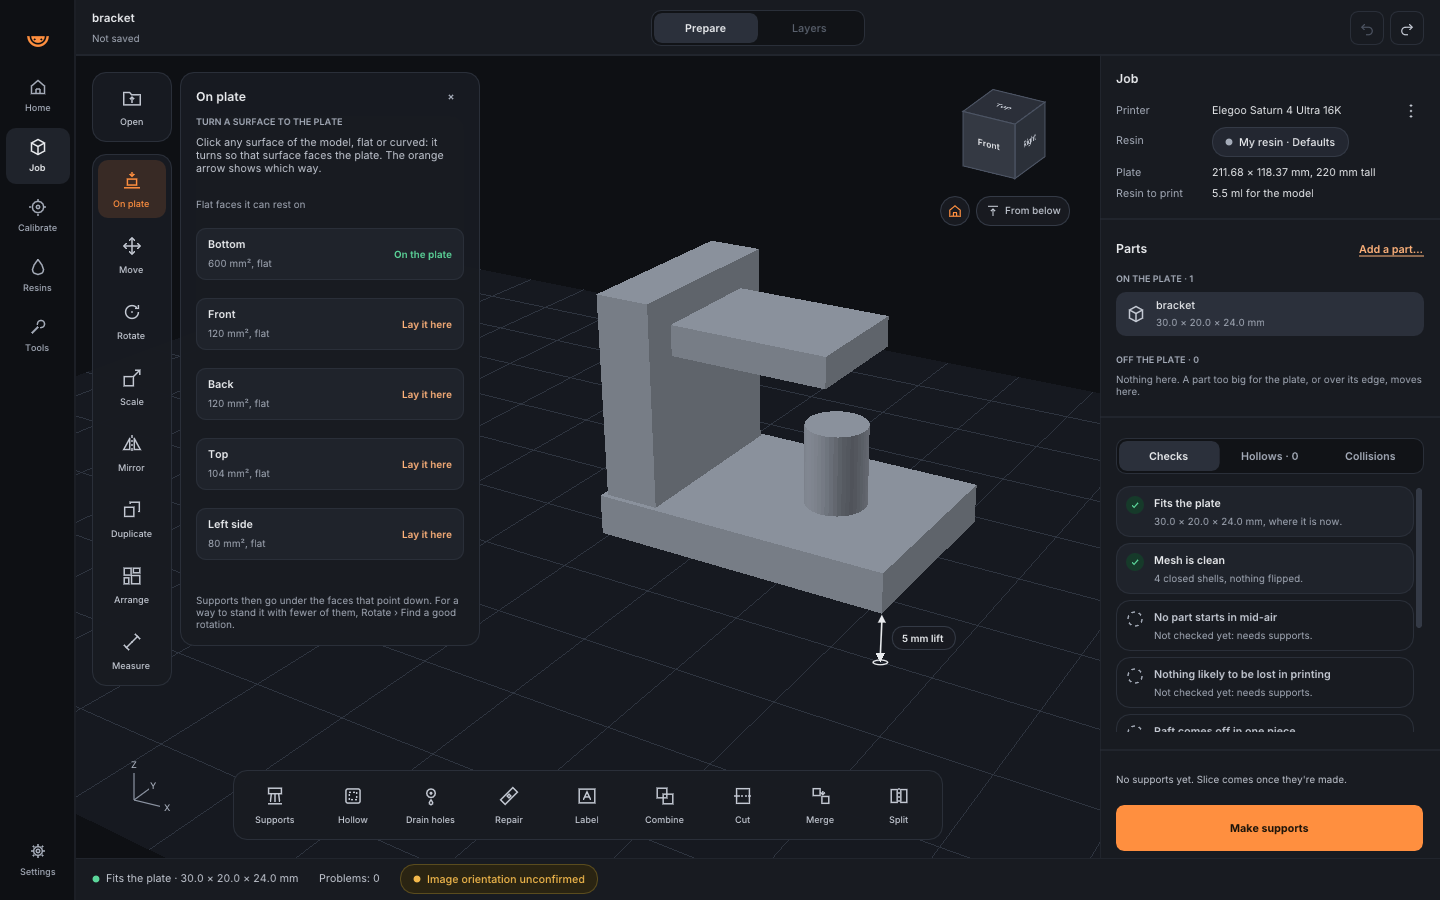 bracket
Not saved
Prepare
Layers
Home
Job
Calibrate
Resins
Tools
Settings
Open
On plate
Move
Rotate
Scale
Mirror
Duplicate
Arrange
Measure
On plate
×
TURN A SURFACE TO THE PLATE
Click any surface of the model, flat or curved: it
turns so that surface faces the plate. The orange
arrow shows which way.
Flat faces it can rest on
Bottom
600 mm², flat
On the plate
Front
120 mm², flat
Lay it here
Back
120 mm², flat
Lay it here
Top
104 mm², flat
Lay it here
Left side
80 mm², flat
Lay it here
Supports then go under the faces that point down. For a
way to stand it with fewer of them, Rotate › Find a good
rotation.
Top
Front
Right
From below
5 mm lift
Z
Y
X
Supports
Hollow
Drain holes
Repair
Label
Combine
Cut
Merge
Split
Job
Printer
Elegoo Saturn 4 Ultra 16K
Resin
My resin · Defaults
Plate
211.68 × 118.37 mm, 220 mm tall
Resin to print
5.5 ml for the model
Parts
Add a part...
ON THE PLATE · 1
bracket
30.0 × 20.0 × 24.0 mm
OFF THE PLATE · 0
Nothing here. A part too big for the plate, or over its edge, moves
here.
Checks
Hollows · 0
Collisions
Fits the plate
30.0 × 20.0 × 24.0 mm, where it is now.
Mesh is clean
4 closed shells, nothing flipped.
No part starts in mid-air
Not checked yet: needs supports.
Nothing likely to be lost in printing
Not checked yet: needs supports.
Raft comes off in one piece
No supports yet. Slice comes once they're made.
Make supports
Fits the plate · 30.0 × 20.0 × 24.0 mm
Problems: 0
Image orientation unconfirmed